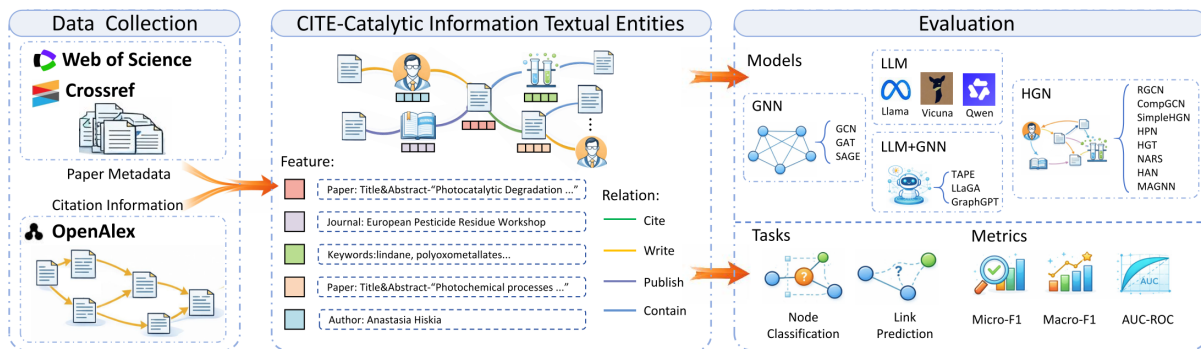 Data Collection
Web of Science
Crossref
Paper Metadata
Citation Information
OpenAlex
CITE-Catalytic Information Textual Entities
Feature:
Paper: Title&Abstract-“Photocatalytic Degradation ...”
Journal: European Pesticide Residue Workshop
Keywords:lindane, polyoxometallates...
Paper: Title&Abstract-“Photochemical processes ...”
Author: Anastasia Hiskia
Relation:
Cite
Write
Publish
Contain
Evaluation
Models
GNN
GCN
GAT
SAGE
LLM
Llama
Vicuna
Qwen
LLM+GNN
TAPE
LLaGA
GraphGPT
HGN
RGCN
CompGCN
SimpleHGN
HPN
HGT
NARS
HAN
MAGNN
Tasks
?
Node
Classification
?
Link
Prediction
Metrics
Micro-F1
Macro-F1
AUC
AUC-ROC